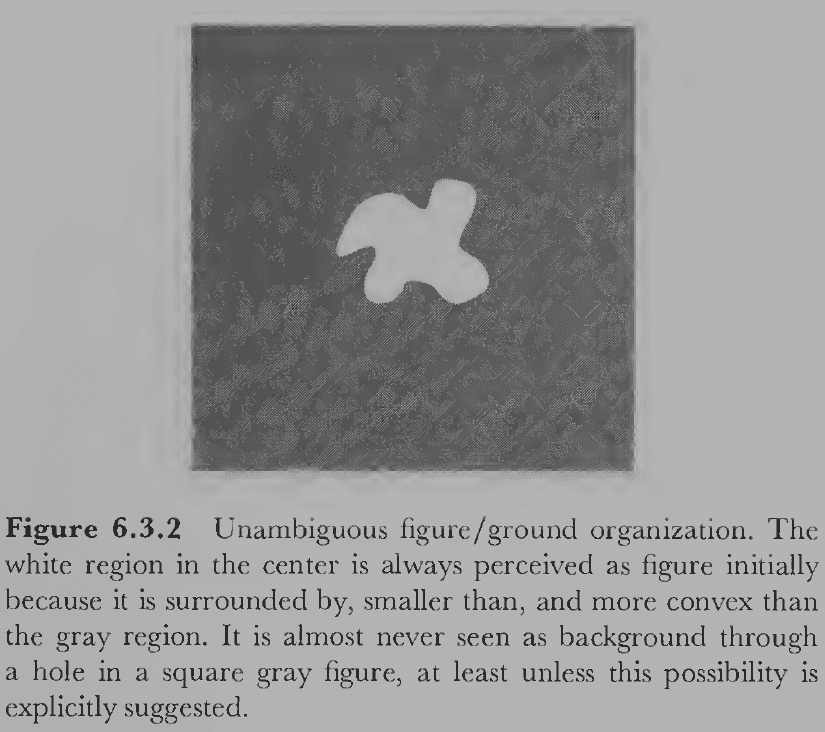 Figure 6.3.2 Unambiguous figure/ground organization. The
white region in the center is always perceived as figure initially
because it is surrounded by, smaller than, and more convex than
the gray region. It is almost never seen as background through
a hole in a square gray figure, at least unless this possibility is
explicitly suggested.